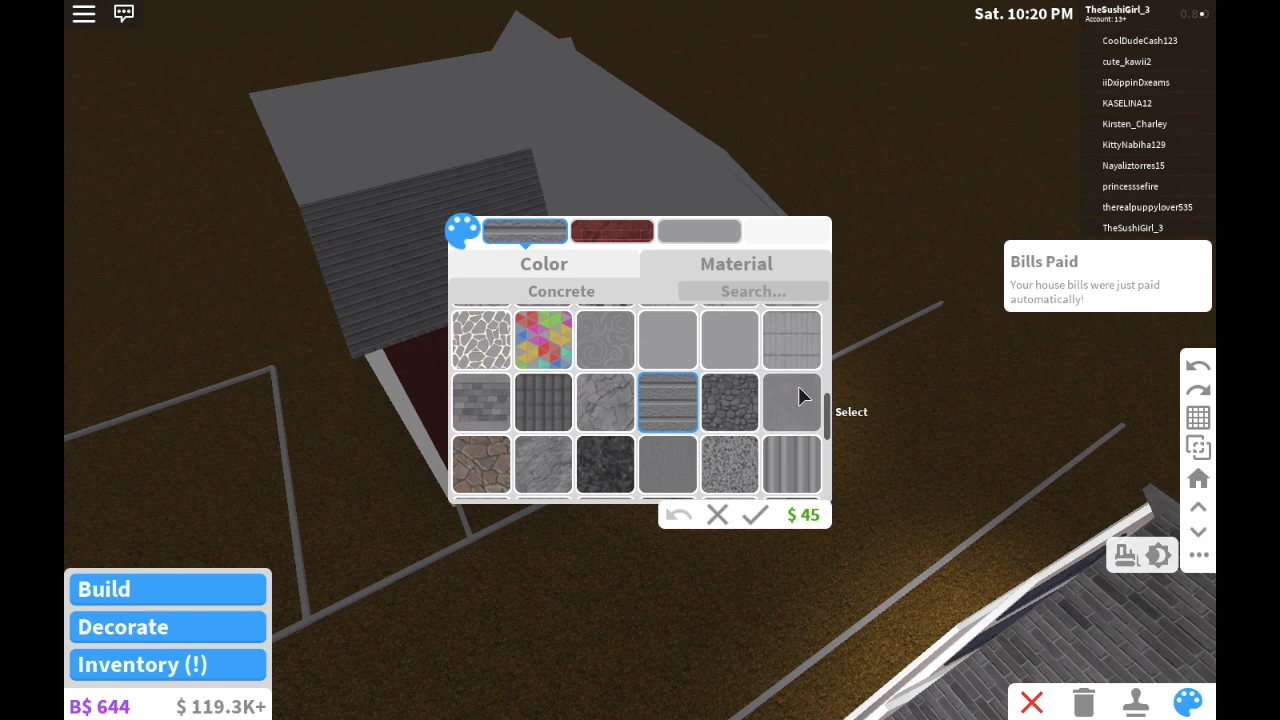 Sat. 10:20 PM
TheSushiGirl_3
Account: 13+
CoolDudeCash123
cute_kawii2
iiDxippinDxeams
KASELINA12
Kirsten_Charley
KittyNabiha129
Nayaliztorres15
princesssefire
therealpuppylover535
TheSushiGirl_3
Bills Paid
Your house bills were just paid
automatically!
Color
Material
Concrete
Search...
Select
$ 45
Build
Decorate
Inventory (!)
B$ 644
$ 119.3K+